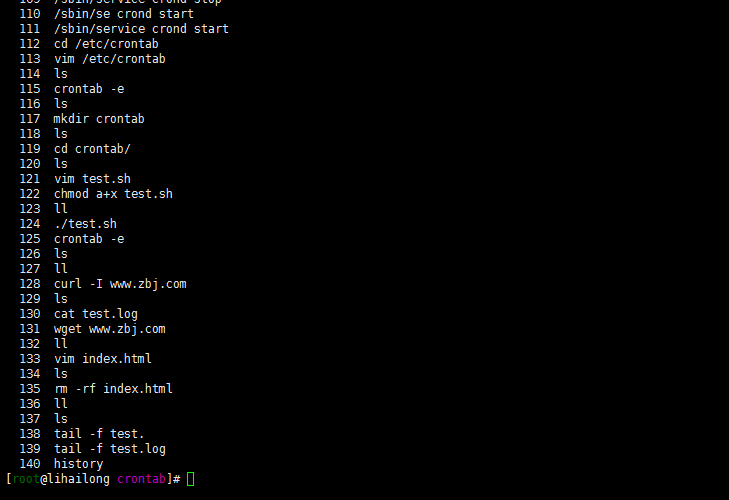 109 /sbin/service crond stop
110 /sbin/se crond start
111 /sbin/service crond start
112 cd /etc/crontab
113 vim /etc/crontab
114 ls
115 crontab -e
116 ls
117 mkdir crontab
118 ls
119 cd crontab/
120 ls
121 vim test.sh
122 chmod a+x test.sh
123 ll
124 ./test.sh
125 crontab -e
126 ls
127 ll
128 curl -I www.zbj.com
129 ls
130 cat test.log
131 wget www.zbj.com
132 ll
133 vim index.html
134 ls
135 rm -rf index.html
136 ll
137 ls
138 tail -f test.
139 tail -f test.log
140 history
[root@lihailong crontab]#